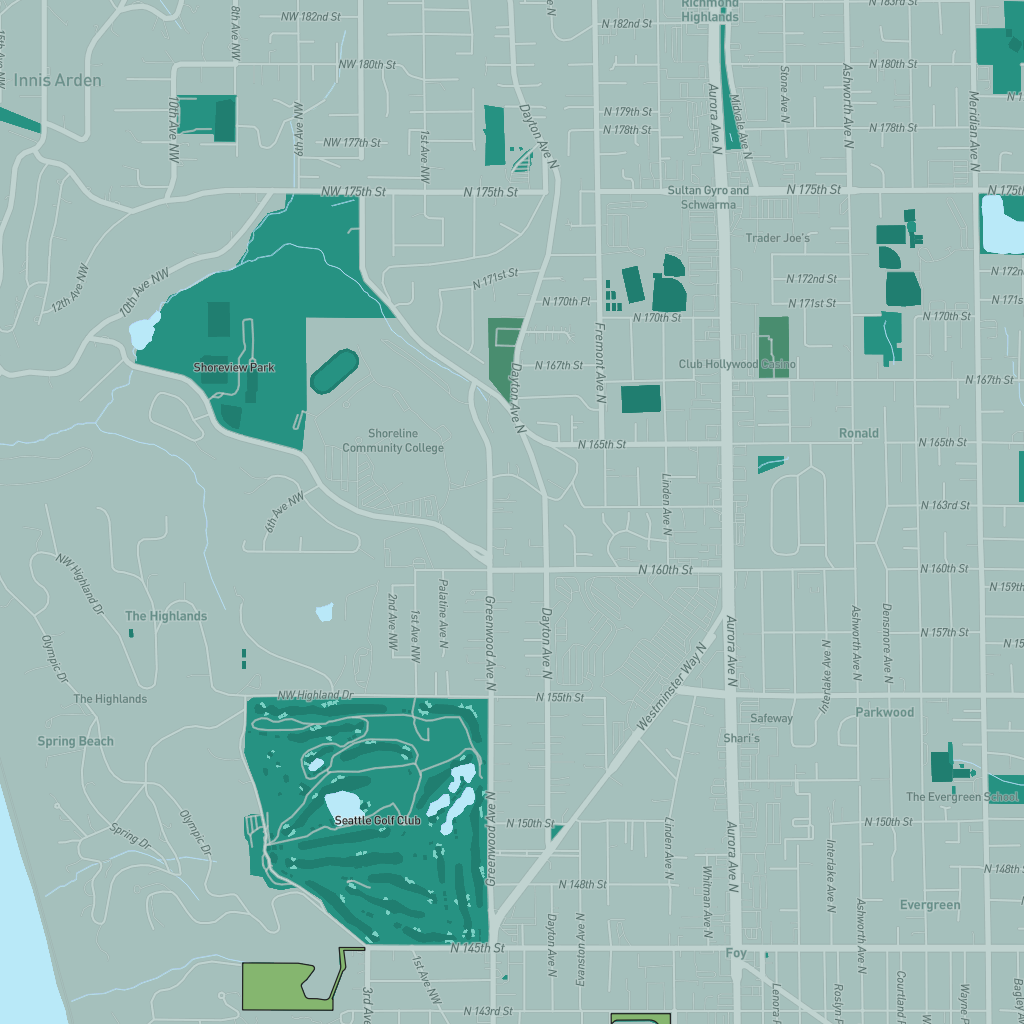 Richmond
Highlands
N 183rd St
NW 182nd St
N 182nd St
8th Ave NW
15th Ave NW
Innis Arden
NW 180th St
N 180th St
10th Ave NW
6th Ave NW
1st Ave NW
Dayton Ave N
N 179th St
N 178th St
Aurora Ave N
Midvale Ave N
Stone Ave N
Ashworth Ave N
N 178th St
Meridian Ave N
NW 177th St
NW 175th St
N 175th St
Sultan Gyro and
Schwarma
N 175th St
N 175th
Trader Joe's
12th Ave NW
10th Ave NW
N 171st St
N 172nd St
N 172nd
N 170th Pl
N 171st St
N 171s
N 170th St
N 170th St
Fremont Ave N
Shoreview Park
N 167th St
Club Hollywood Casino
N 167th St
Dayton Ave N
Shoreline
Community College
N 165th St
Ronald
N 165th St
6th Ave NW
Linden Ave N
N 163rd St
NW Highland Dr
N 160th St
N 160th St
N 159th
The Highlands
2nd Ave NW
1st Ave NW
Palatine Ave N
Greenwood Ave N
Dayton Ave N
Aurora Ave N
Ashworth Ave N
Densmore Ave N
N 157th St
N 15
Olympic Dr
Interlake Ave N
Westminster Way N
The Highlands
NW Highland Dr
N 155th St
Parkwood
Safeway
Shari's
Spring Beach
The Evergreen School
Seattle Golf Club
Spring Dr
Olympic Dr
Greenwood Ave N
N 150th St
Linden Ave N
Aurora Ave N
N 150th St
Interlake Ave N
N 148th St
Whitman Ave N
N 148th
Ashworth Ave N
Evergreen
Dayton Ave N
Evanston Ave N
N 145th St
Foy
1st Ave NW
3rd Ave
N 143rd St
Lenora P
Roslyn P
Courtland P
Wayne P
Bagley A